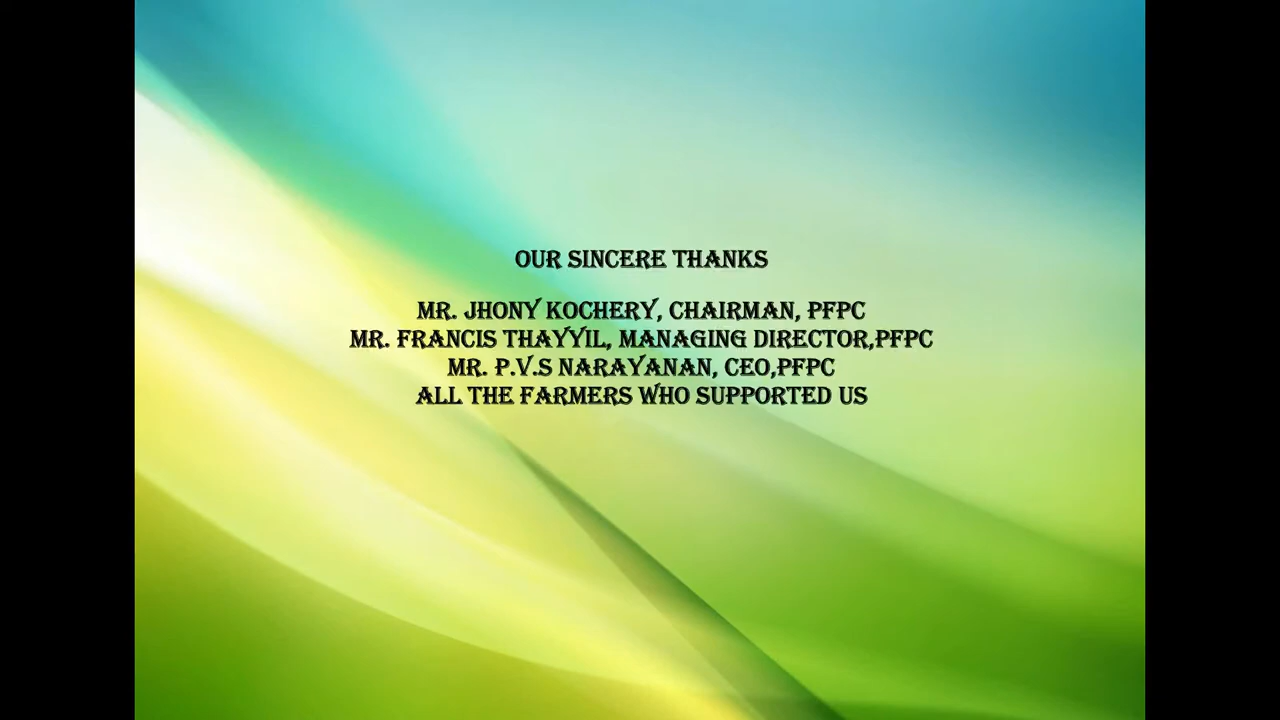 OUR SINCERE THANKS
MR. JHONY KOCHERY, CHAIRMAN, PFPC
MR. FRANCIS THAYYIL, MANAGING DIRECTOR,PFPC
MR. P.V.S NARAYANAN, CEO,PFPC
ALL THE FARMERS WHO SUPPORTED US